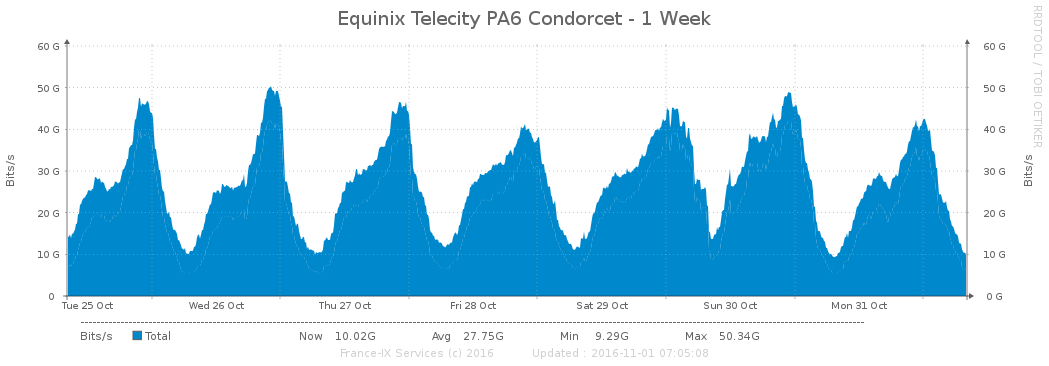 Equinix Telecity PA6 Condorcet - 1 Week
RRDTOOL / TOBI OETIKER
Bits/s
60 G 60 G
50 G 50 G
40 G 40 G
30 G 30 G
20 G 20 G
10 G 10 G
0 0 G
Bits/s
Tue 25 Oct Wed 26 Oct Thu 27 Oct Fri 28 Oct Sat 29 Oct Sun 30 Oct Mon 31 Oct
Bits/s Total Now 10.02G Avg 27.75G Min 9.29G Max 50.34G
France-IX Services (c) 2016 Updated : 2016-11-01 07:05:08